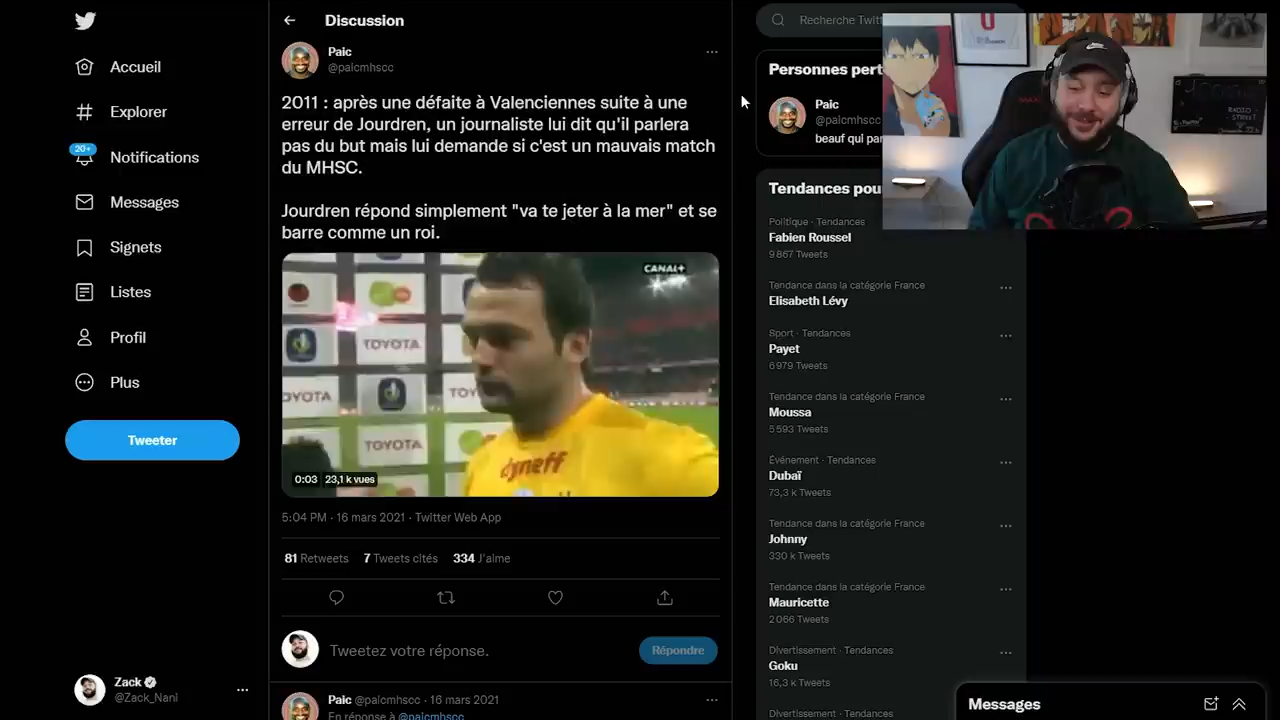 Accueil
Explorer
20+
Notifications
Messages
Signets
Listes
Profil
Plus
Tweeter
Zack
@Zack_Nani
Discussion
Paic
@paicmhscc
2011 : après une défaite à Valenciennes suite à une
erreur de Jourdren, un journaliste lui dit qu'il parlera
pas du but mais lui demande si c'est un mauvais match
du MHSC.
Jourdren répond simplement "va te jeter à la mer" et se
barre comme un roi.
CANAL+
TOYOTA
TOYOTA
dyneff
0:03 23,1 k vues
5:04 PM · 16 mars 2021 · Twitter Web App
81 Retweets 7 Tweets cités 334 J'aime
Tweetez votre réponse.
Répondre
Paic @paicmhscc · 16 mars 2021
En réponse à @paicmhscc
Recherche Twitt
Personnes pert
Paic
@paicmhscc
beauf qui par
Tendances pou
Politique · Tendances
Fabien Roussel
9 867 Tweets
Tendance dans la catégorie France
Elisabeth Lévy
Sport · Tendances
Payet
6 979 Tweets
Tendance dans la catégorie France
Moussa
5 593 Tweets
Événement · Tendances
Dubaï
73,3 k Tweets
Tendance dans la catégorie France
Johnny
330 k Tweets
Tendance dans la catégorie France
Mauricette
2 066 Tweets
Divertissement · Tendances
Goku
16,3 k Tweets
Divertissement · Tendances
Messages